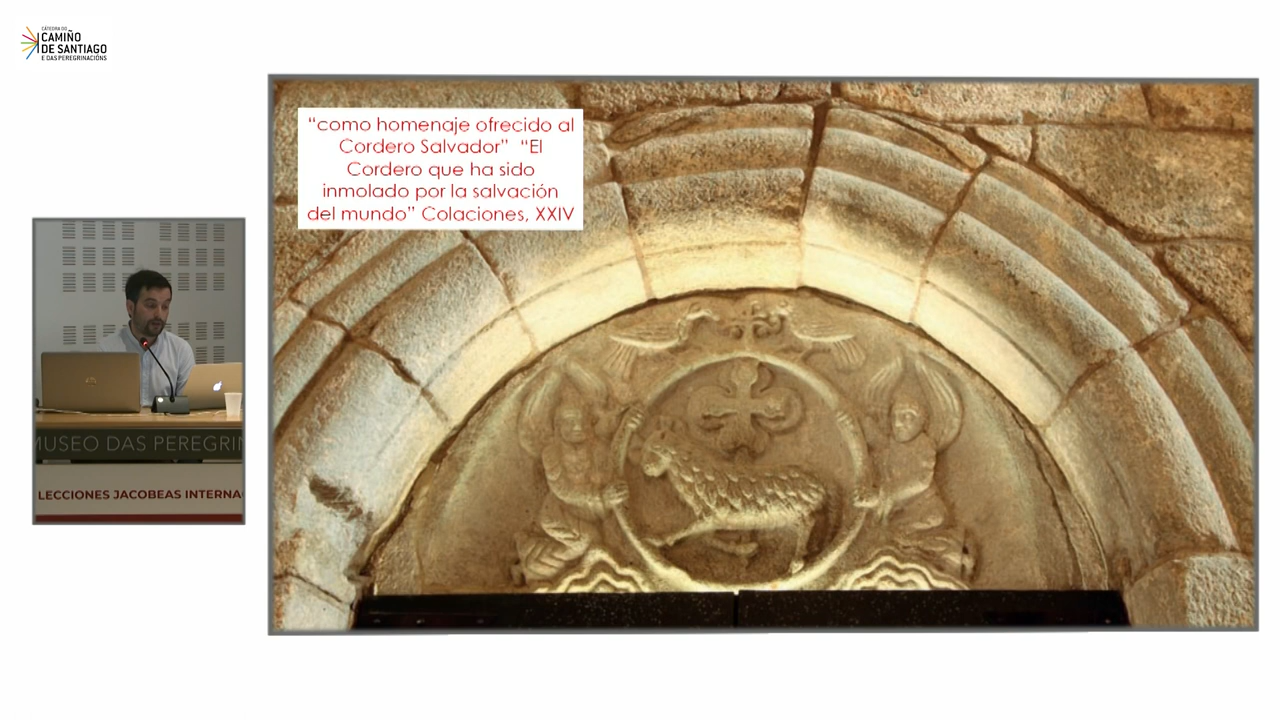 CÁTEDRA DO
CAMIÑO
DE SANTIAGO
E DAS PEREGRINACIÓNS
“como homenaje ofrecido al
Cordero Salvador” “El
Cordero que ha sido
inmolado por la salvación
del mundo” Colaciones, XXIV
MUSEO DAS PEREGRIN
LECCIONES JACOBEAS INTERNA